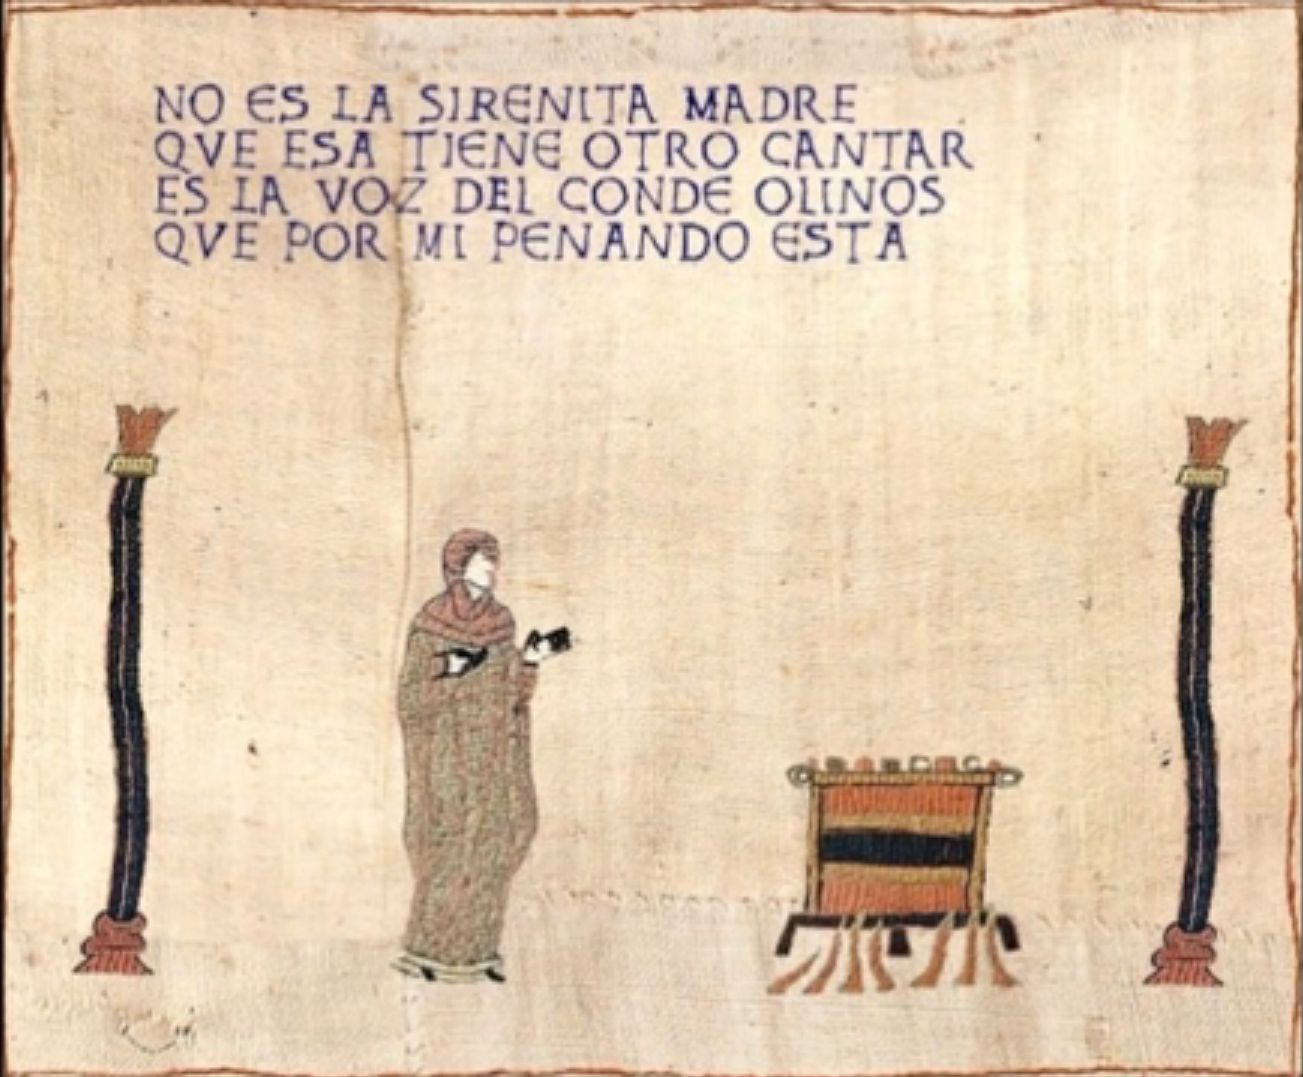 NO ES LA SIRENITA MADRE
QVE ESA TIENE OTRO CANTAR
ES LA VOZ DEL CONDE OLINOS
QVE POR MI PENANDO ESTA